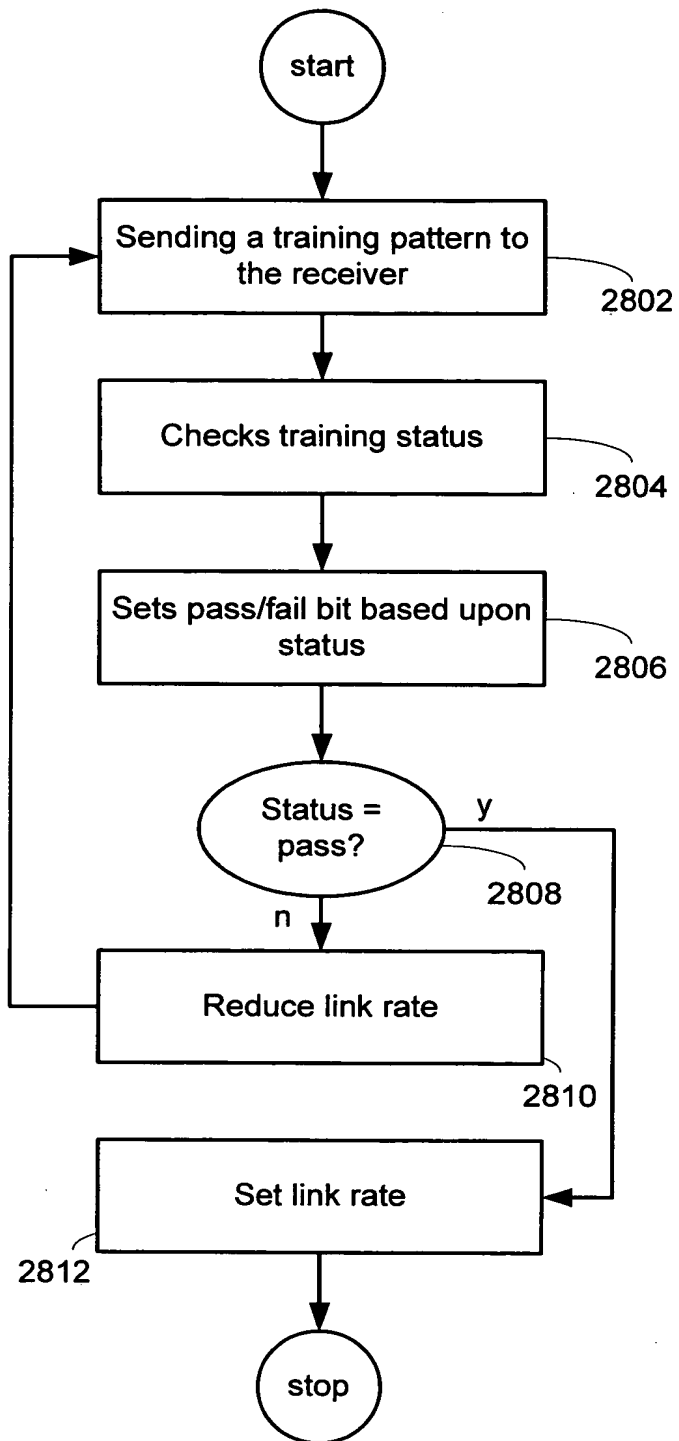 start
Sending a training pattern to
the receiver
2802
Checks training status
2804
Sets pass/fail bit based upon
status
2806
Status =
pass?
y
2808
n
Reduce link rate
2810
Set link rate
2812
stop